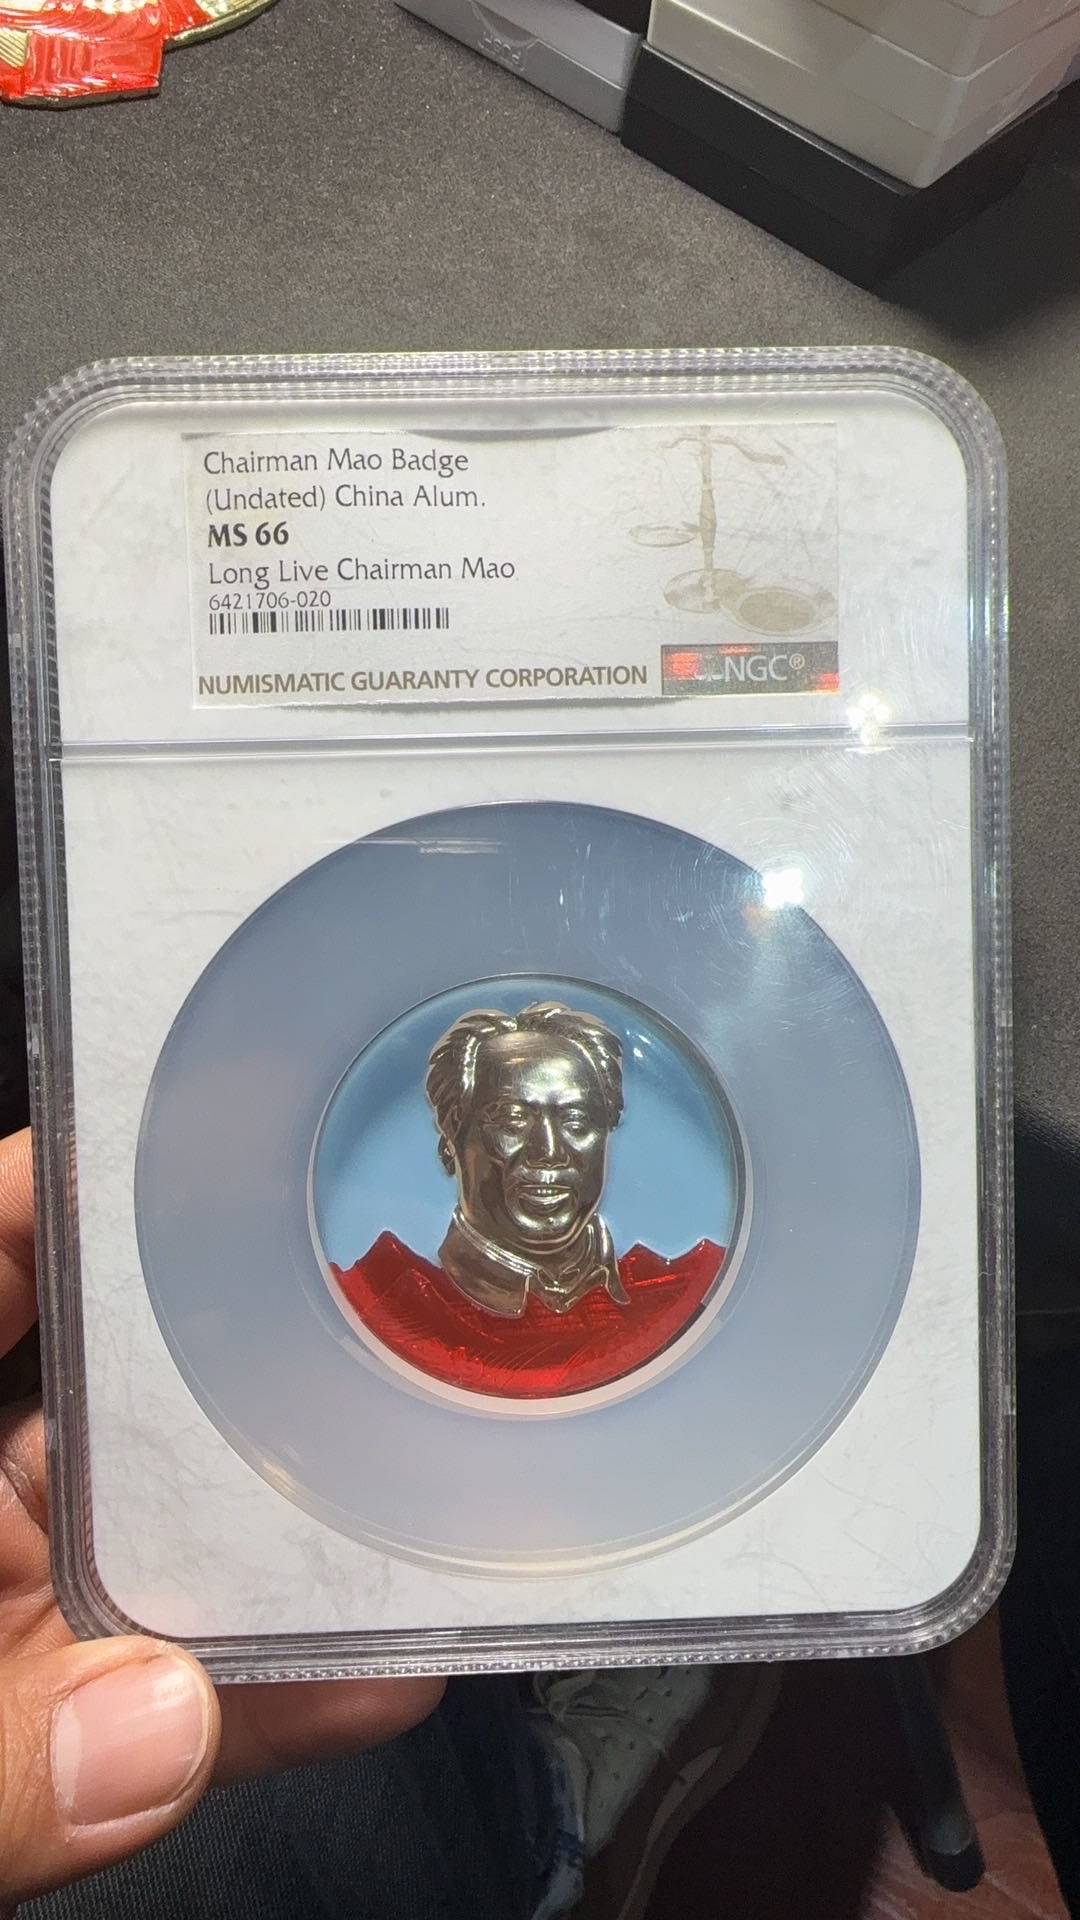 Chairman Mao Badge
(Undated) China Alum.
MS 66
Long Live Chairman Mao
6421706-020
NUMISMATIC GUARANTY CORPORATION
NGC®